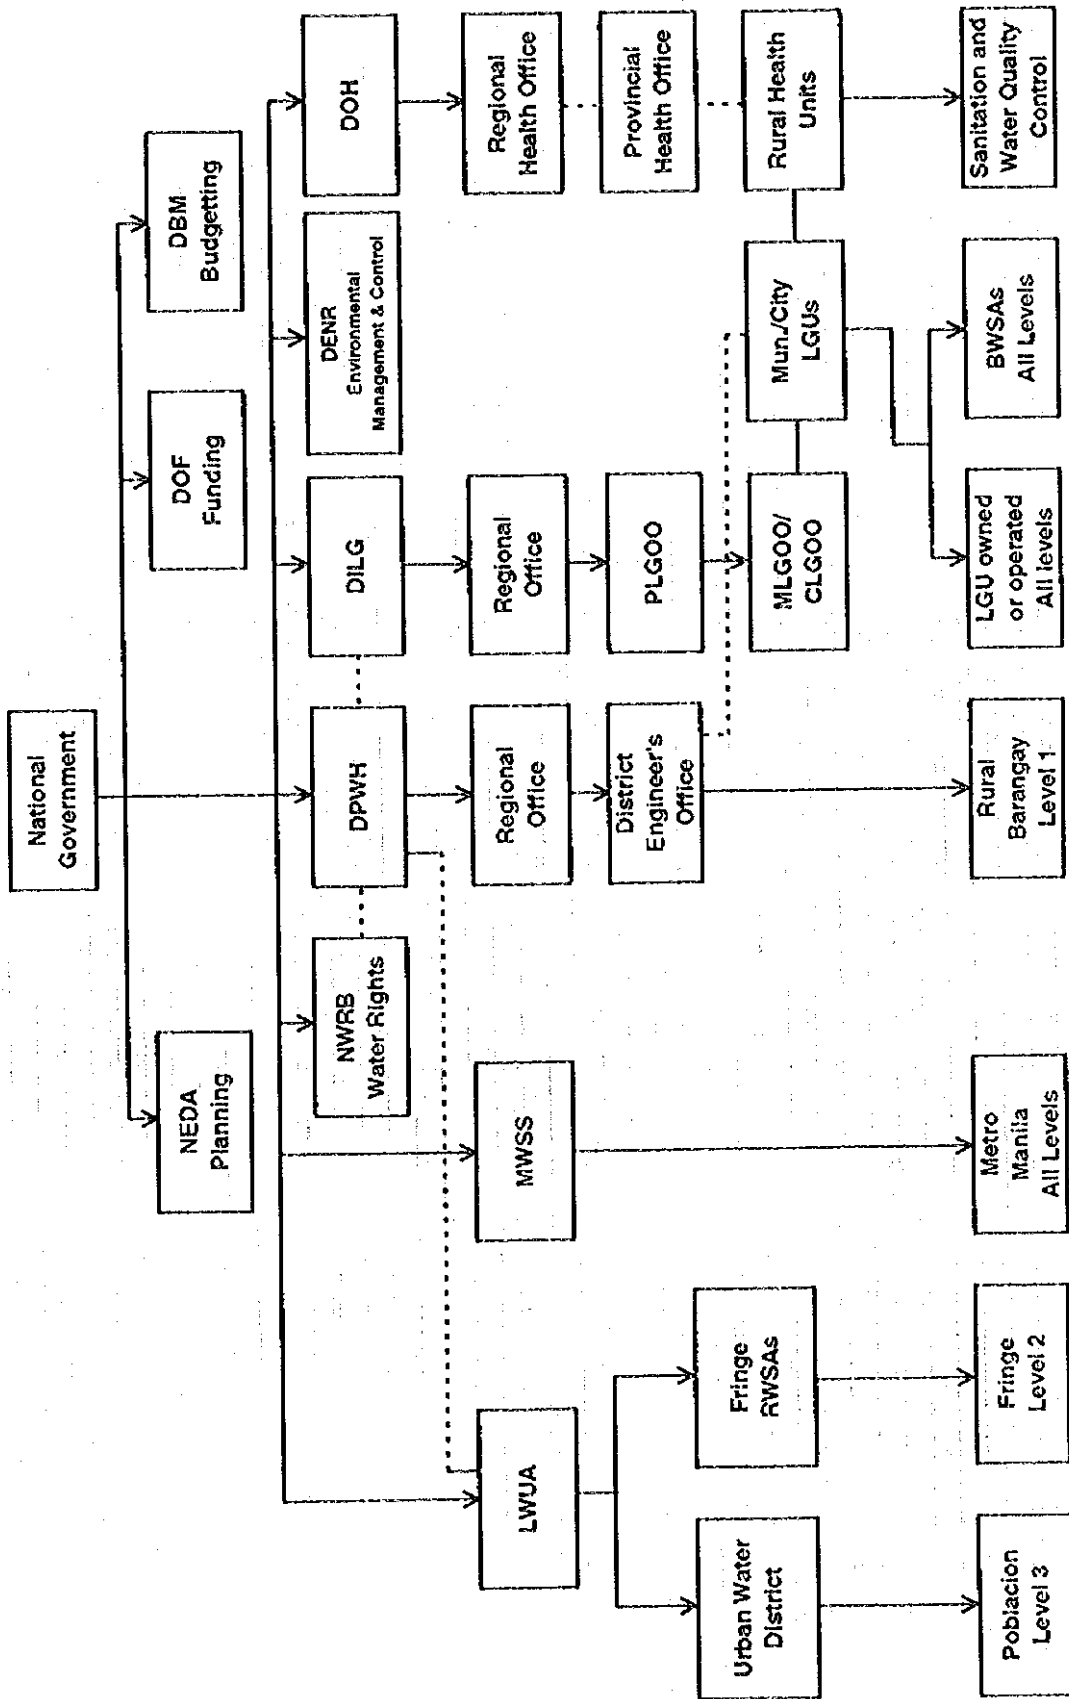 National
Government
NEDA
Planning
DOF
Funding
DBM
Budgetting
NWRB
Water Rights
DPWH
DILG
DENR
Environmental
Management & Control
DOH
LWUA
MWSS
Regional
Office
Regional
Office
Regional
Health Office
District
Engineer's
Office
PLGOO
Provincial
Health Office
Urban Water
District
Fringe
RWSAs
MLGOO/
CLGOO
Mun./City
LGUs
Rural Health
Units
Poblacion
Level 3
Fringe
Level 2
Metro
Manila
All Levels
Rural
Barangay
Level 1
LGU owned
or operated
All levels
BWSAs
All Levels
Sanitation and
Water Quality
Control